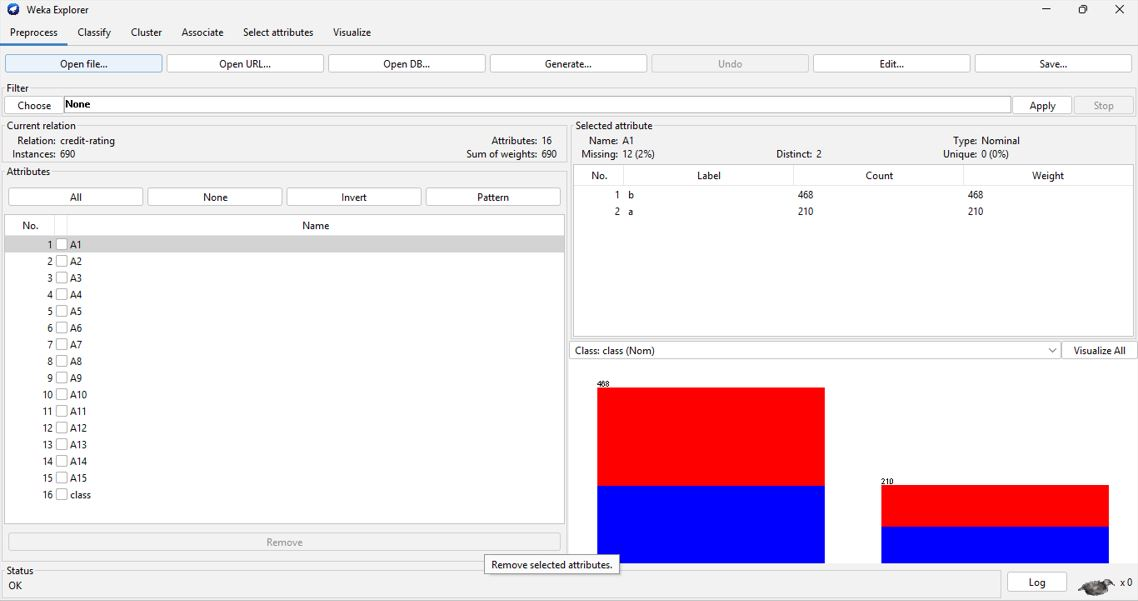 Weka Explorer
Preprocess Classify Cluster Associate Select attributes Visualize
Open file... Open URL... Open DB... Generate... Undo Edit... Save...
Filter
Choose None Apply Stop
Current relation
Relation: credit-rating Attributes: 16
Instances: 690 Sum of weights: 690
Attributes
All None Invert Pattern
No. Name
1 A1
2 A2
3 A3
4 A4
5 A5
6 A6
7 A7
8 A8
9 A9
10 A10
11 A11
12 A12
13 A13
14 A14
15 A15
16 class
Remove
Selected attribute
Name: A1 Type: Nominal
Missing: 12 (2%) Distinct: 2 Unique: 0 (0%)
No. Label Count Weight
1 b 468 468
2 a 210 210
Class: class (Nom) Visualize All
468
210
Remove selected attributes.
Status
OK Log x 0